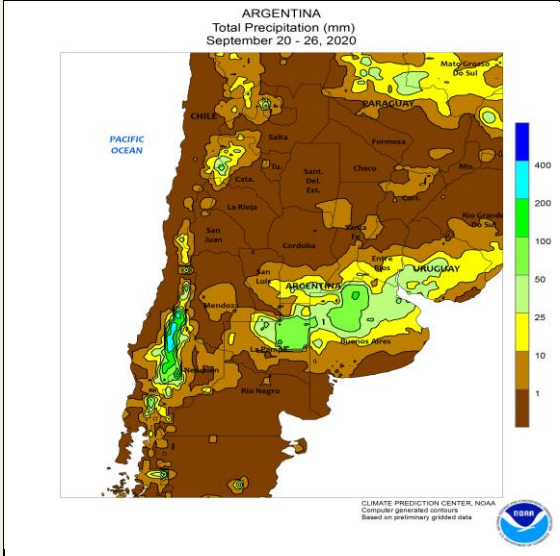 ARGENTINA
Total Precipitation (mm)
September 20 - 26, 2020
Mato Grosso
Do Sul
PARAGUAY
CHILE
PACIFIC
OCEAN
Salta
Formosa
Tu.
Sant.
Del.
Est.
Chaco
Mis.
Cata.
Corr.
La Rioja
Rio Grande
Do Sul
San
Juan
Santa
Fe
Cordoba
Entre
Rios
URUGUAY
San
Luis
ARGENTINA
Mendoza
Buenos Aires
La Pampa
Neuquen
Rio Negro
400
200
100
50
25
10
1
CLIMATE PREDICTION CENTER, NOAA
Computer generated contours
Based on preliminary gridded data
NOAA